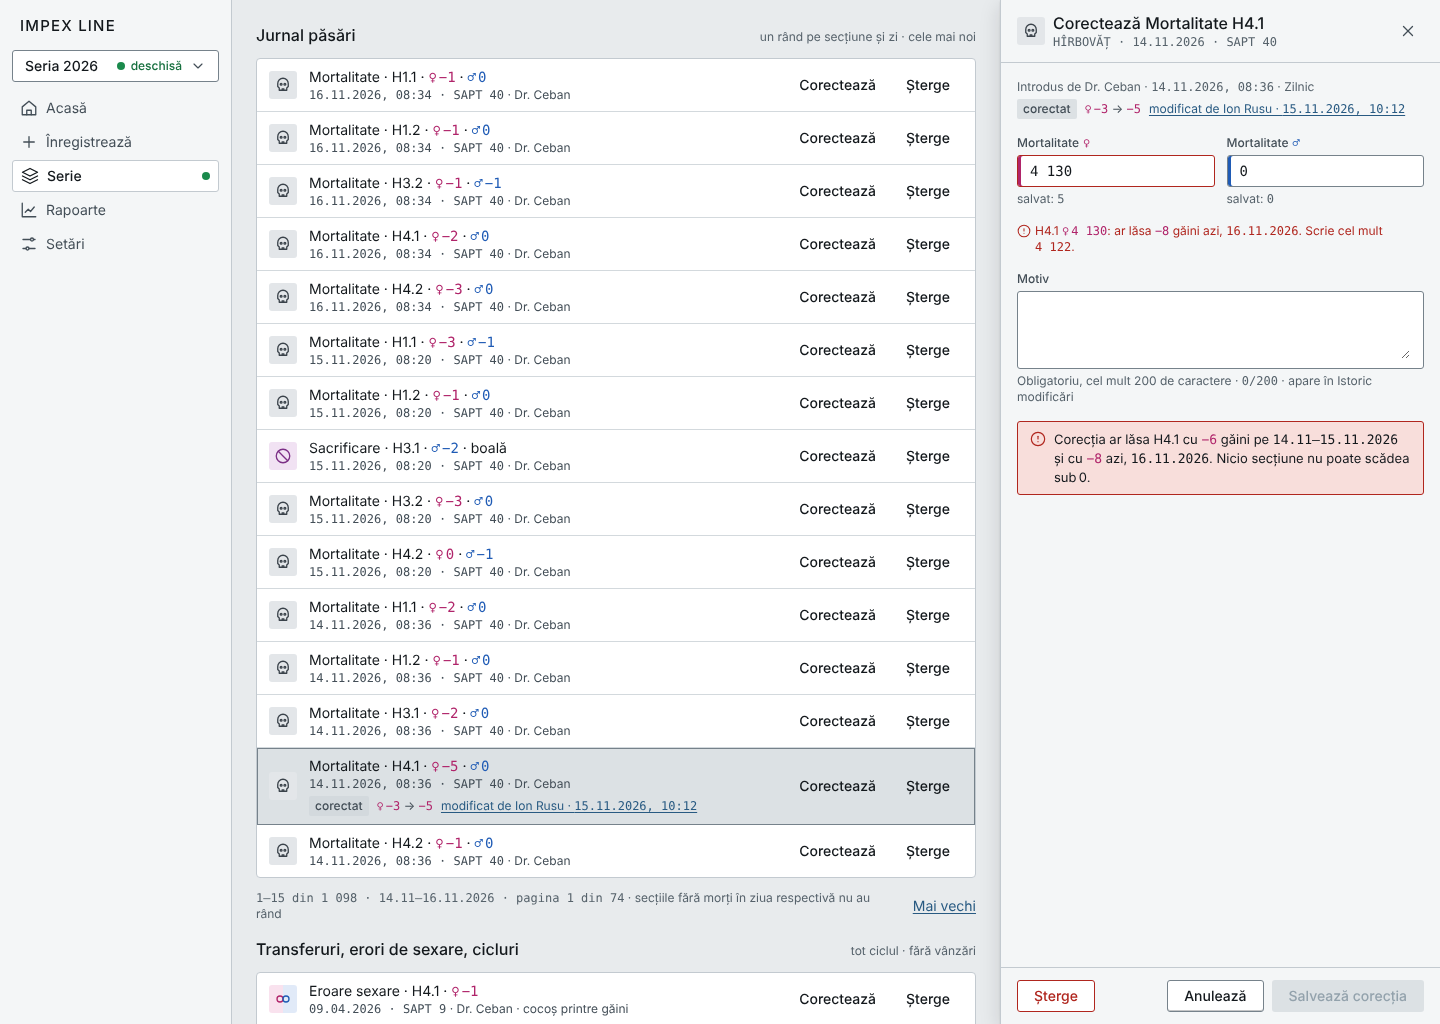 IMPEX LINE
Seria 2026 deschisă
Acasă
Înregistrează
Serie
Rapoarte
Setări
Jurnal păsări
un rând pe secțiune și zi · cele mai noi
Mortalitate · H1.1 · ♀−1 · ♂0
16.11.2026, 08:34 · SAPT 40 · Dr. Ceban
Corectează Șterge
Mortalitate · H1.2 · ♀−1 · ♂0
16.11.2026, 08:34 · SAPT 40 · Dr. Ceban
Corectează Șterge
Mortalitate · H3.2 · ♀−1 · ♂−1
16.11.2026, 08:34 · SAPT 40 · Dr. Ceban
Corectează Șterge
Mortalitate · H4.1 · ♀−2 · ♂0
16.11.2026, 08:34 · SAPT 40 · Dr. Ceban
Corectează Șterge
Mortalitate · H4.2 · ♀−3 · ♂0
16.11.2026, 08:34 · SAPT 40 · Dr. Ceban
Corectează Șterge
Mortalitate · H1.1 · ♀−3 · ♂−1
15.11.2026, 08:20 · SAPT 40 · Dr. Ceban
Corectează Șterge
Mortalitate · H1.2 · ♀−1 · ♂0
15.11.2026, 08:20 · SAPT 40 · Dr. Ceban
Corectează Șterge
Sacrificare · H3.1 · ♂−2 · boală
15.11.2026, 08:20 · SAPT 40 · Dr. Ceban
Corectează Șterge
Mortalitate · H3.2 · ♀−3 · ♂0
15.11.2026, 08:20 · SAPT 40 · Dr. Ceban
Corectează Șterge
Mortalitate · H4.2 · ♀0 · ♂−1
15.11.2026, 08:20 · SAPT 40 · Dr. Ceban
Corectează Șterge
Mortalitate · H1.1 · ♀−2 · ♂0
14.11.2026, 08:36 · SAPT 40 · Dr. Ceban
Corectează Șterge
Mortalitate · H1.2 · ♀−1 · ♂0
14.11.2026, 08:36 · SAPT 40 · Dr. Ceban
Corectează Șterge
Mortalitate · H3.1 · ♀−2 · ♂0
14.11.2026, 08:36 · SAPT 40 · Dr. Ceban
Corectează Șterge
Mortalitate · H4.1 · ♀−5 · ♂0
14.11.2026, 08:36 · SAPT 40 · Dr. Ceban
corectat ♀−3 → −5 modificat de Ion Rusu · 15.11.2026, 10:12
Corectează Șterge
Mortalitate · H4.2 · ♀−1 · ♂0
14.11.2026, 08:36 · SAPT 40 · Dr. Ceban
Corectează Șterge
1–15 din 1 098 · 14.11–16.11.2026 · pagina 1 din 74 · secțiile fără morți în ziua respectivă nu au
rând
Mai vechi
Transferuri, erori de sexare, cicluri
tot ciclul · fără vânzări
Eroare sexare · H4.1 · ♀−1
09.04.2026 · SAPT 9 · Dr. Ceban · cocoș printre găini
Corectează Șterge
Corectează Mortalitate H4.1
HÎRBOVĂȚ · 14.11.2026 · SAPT 40
Introdus de Dr. Ceban · 14.11.2026, 08:36 · Zilnic
corectat ♀−3 → −5 modificat de Ion Rusu · 15.11.2026, 10:12
Mortalitate ♀
4 130
salvat: 5
Mortalitate ♂
0
salvat: 0
H4.1 ♀4 130: ar lăsa −8 găini azi, 16.11.2026. Scrie cel mult
4 122.
Motiv
Obligatoriu, cel mult 200 de caractere · 0/200 · apare în Istoric
modificări
Corecția ar lăsa H4.1 cu −6 găini pe 14.11–15.11.2026
și cu −8 azi, 16.11.2026. Nicio secțiune nu poate scădea
sub 0.
Șterge Anulează Salvează corecția